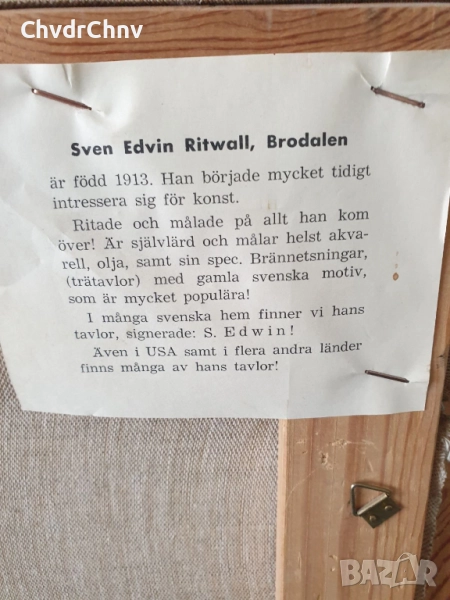 ChvdrChnv
Sven Edvin Ritwall, Brodalen
är född 1913. Han började mycket tidigt
intressera sig för konst.
Ritade och målade på allt han kom
över! Är självlärd och målar helst akva-
rell, olja, samt sin spec. Brännetsningar,
(trätavlor) med gamla svenska motiv,
som är mycket populära!
I många svenska hem finner vi hans
tavlor, signerade: S. Edwin!
Även i USA samt i flera andra länder
finns många av hans tavlor!
BAZAR